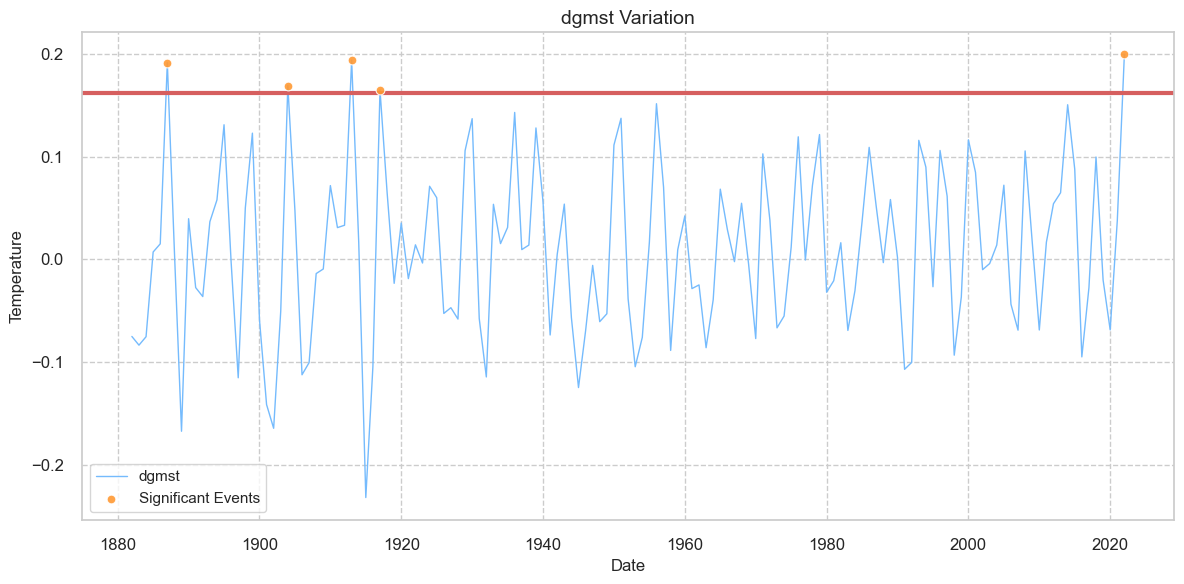 dgmst Variation
0.2
0.1
0.0
−0.1
−0.2
Temperature
dgmst
Significant Events
1880 1900 1920 1940 1960 1980 2000 2020
Date